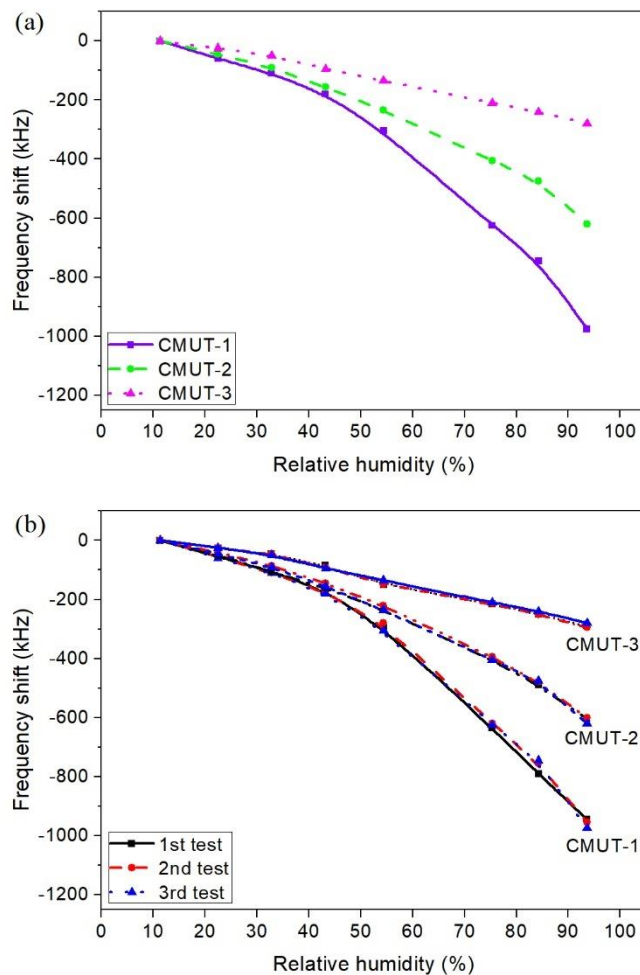 (a)
0
-200
-400
-600
-800
-1000
-1200
Frequency shift (kHz)
CMUT-1
CMUT-2
CMUT-3
0 10 20 30 40 50 60 70 80 90 100
Relative humidity (%)
(b)
0
-200
-400
-600
-800
-1000
-1200
Frequency shift (kHz)
CMUT-3
CMUT-2
CMUT-1
1st test
2nd test
3rd test
0 10 20 30 40 50 60 70 80 90 100
Relative humidity (%)